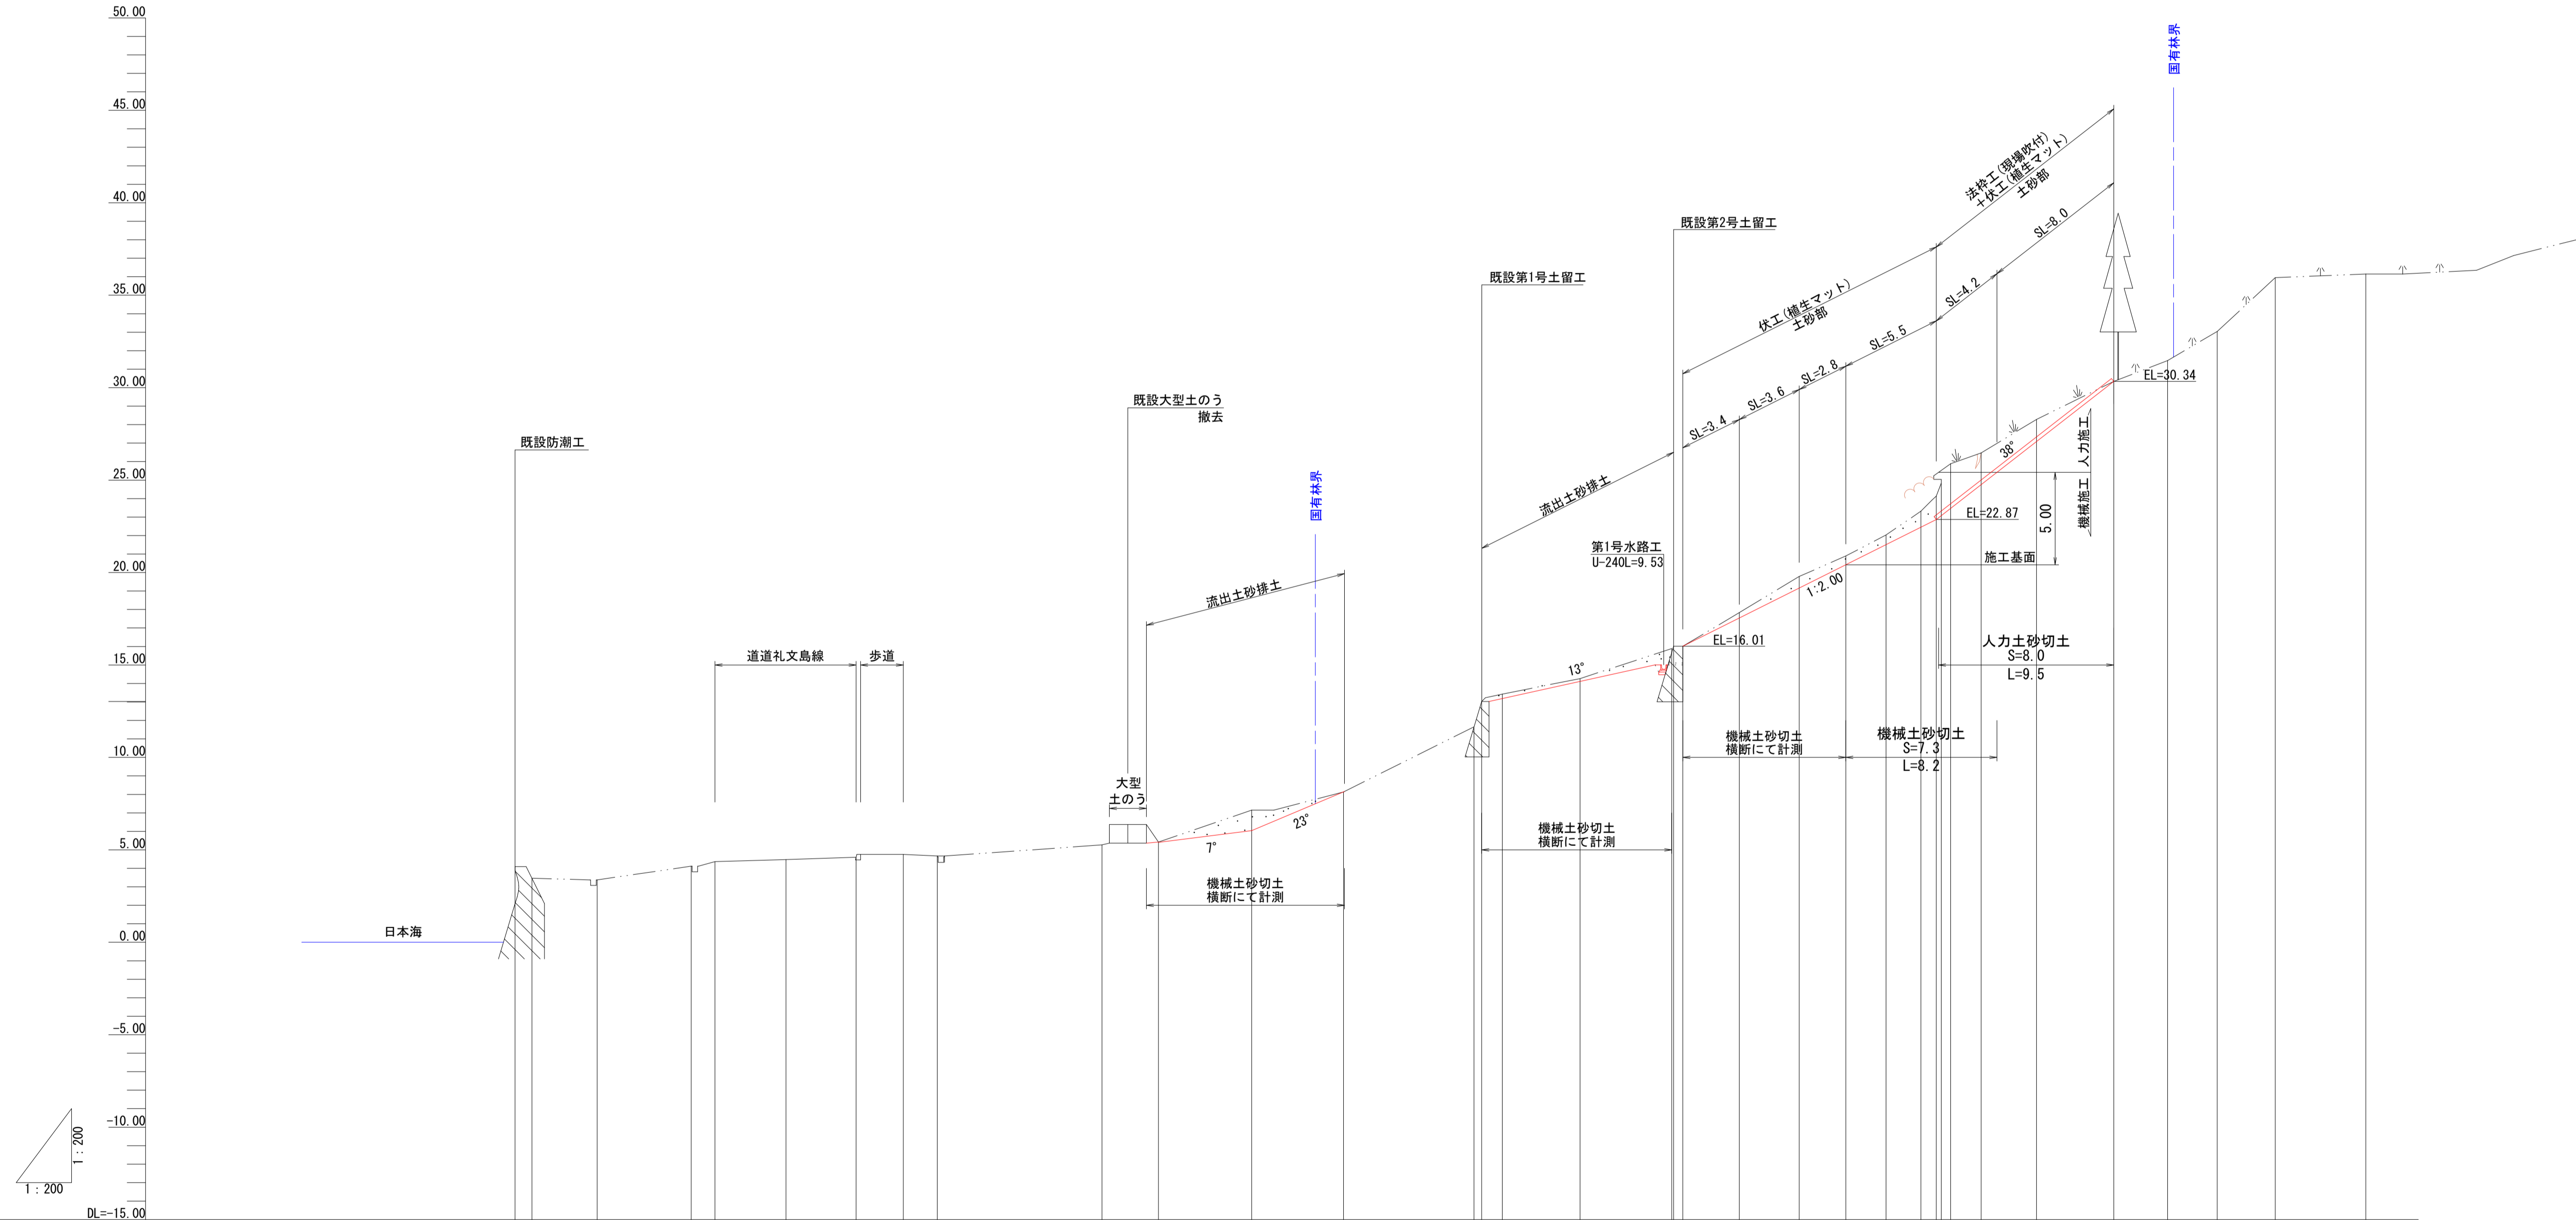 50.00
45.00
40.00
35.00
30.00
25.00
20.00
15.00
10.00
5.00
0.00
-5.00
-10.00
DL=-15.00
1 : 200
1 : 200
日本海
既設防潮工
道道礼文島線
歩道
既設大型土のう
撤去
大型
土のう
流出土砂排土
国有林界
7°
23°
機械土砂切土
横断にて計測
既設第1号土留工
流出土砂排土
13°
機械土砂切土
横断にて計測
第1号水路工
U-240L=9.53
既設第2号土留工
EL=16.01
伏工(植生マット)
土砂部
SL=3.4
SL=3.6
SL=2.8
SL=5.5
1:2.00
機械土砂切土
横断にて計測
機械土砂切土
S=7.3
L=8.2
法枠工(現場吹付)
+伏工(植生マット)
土砂部
SL=4.2
SL=8.0
38°
EL=22.87
施工基面
5.00
人力施工
機械施工
人力土砂切土
S=8.0
L=9.5
EL=30.34
国有林界